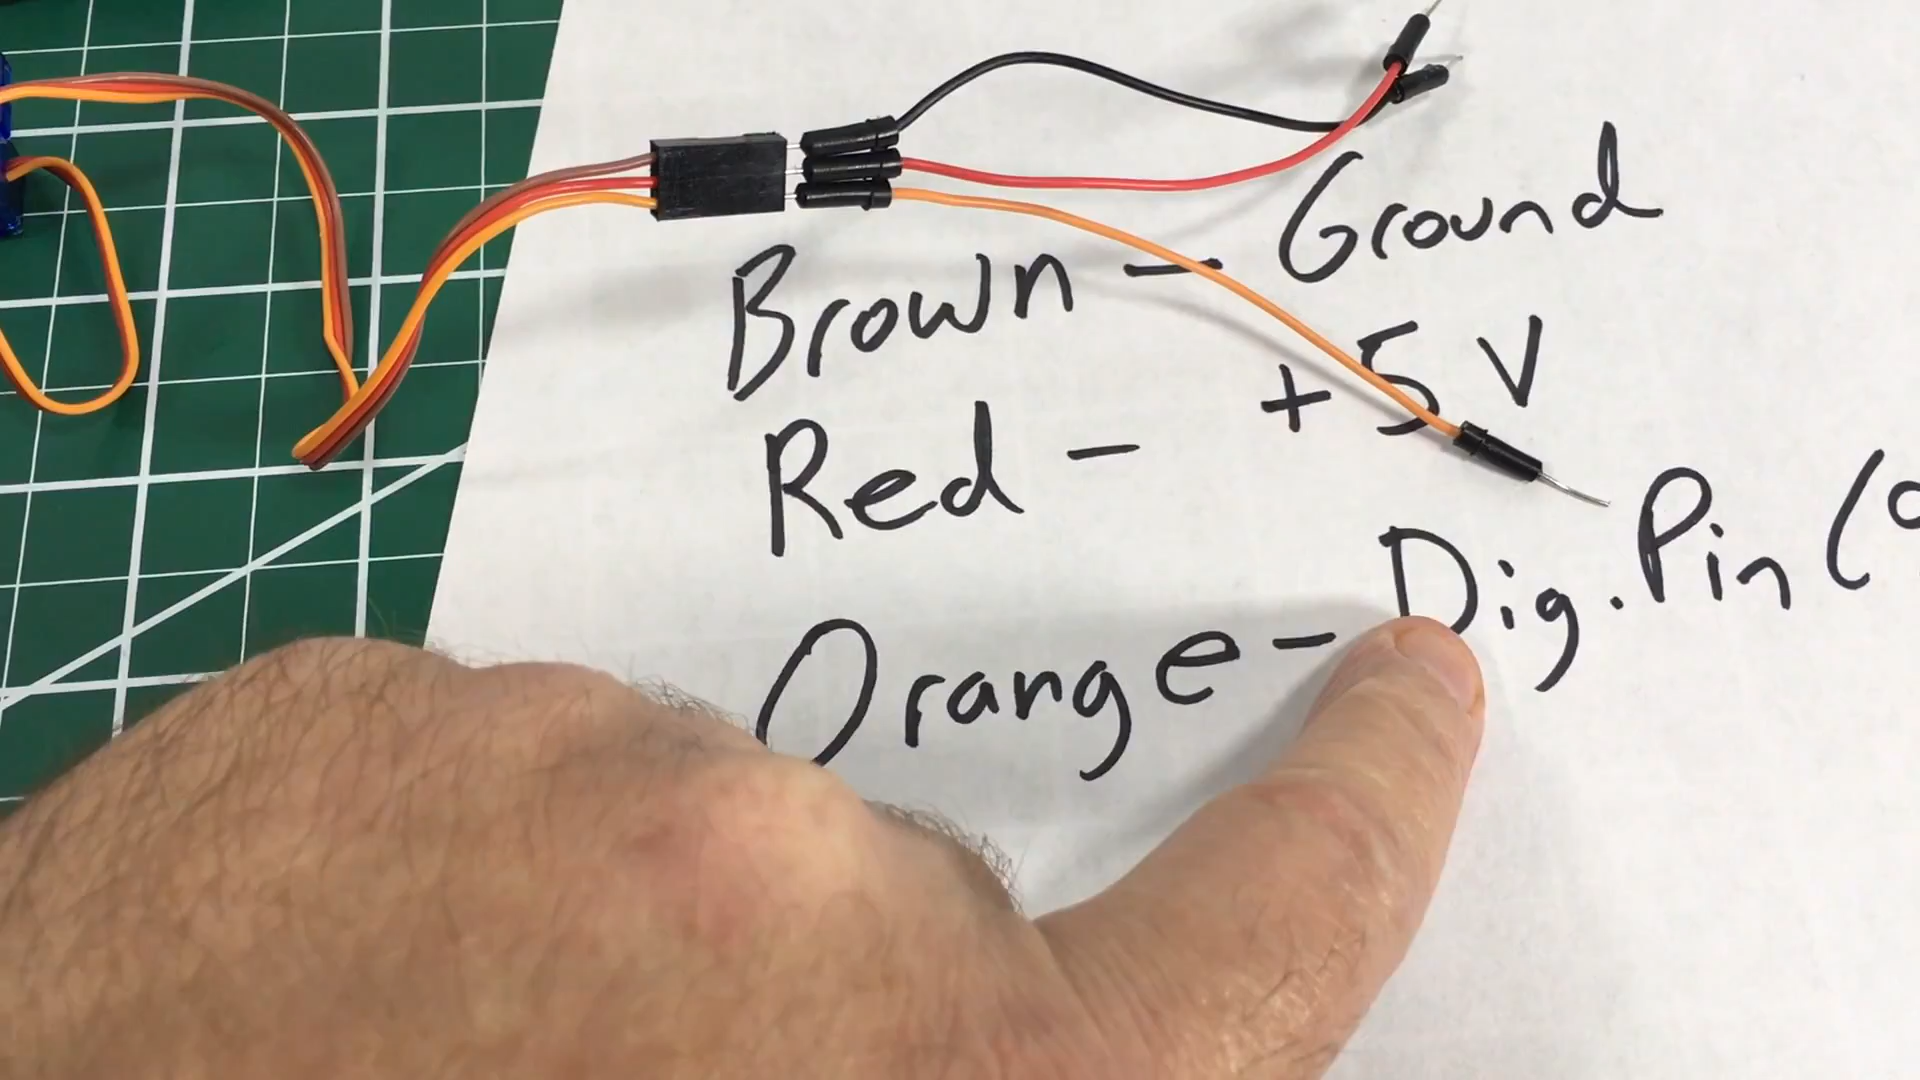 Brown - Ground
Red - +5V
Orange - Dig. Pin (